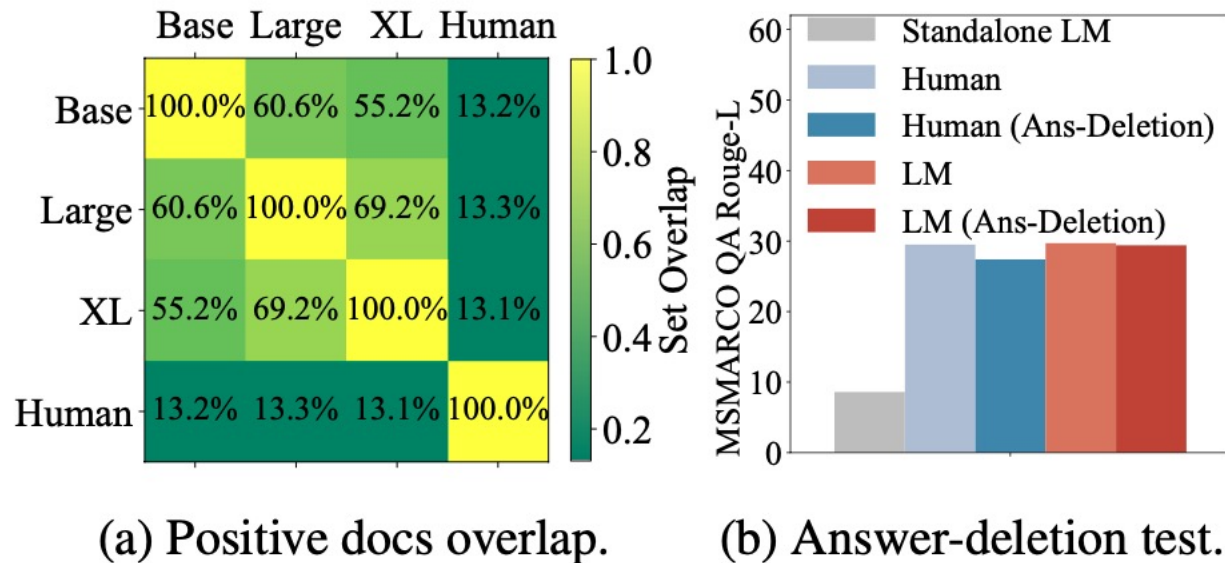 Base Large XL Human
Base 100.0% 60.6% 55.2% 13.2%
Large 60.6% 100.0% 69.2% 13.3%
XL 55.2% 69.2% 100.0% 13.1%
Human 13.2% 13.3% 13.1% 100.0%
1.0
0.8
0.6
0.4
0.2
Set Overlap
(a) Positive docs overlap.
MSMARCO QA Rouge-L
60
50
40
30
20
10
0
Standalone LM
Human
Human (Ans-Deletion)
LM
LM (Ans-Deletion)
(b) Answer-deletion test.